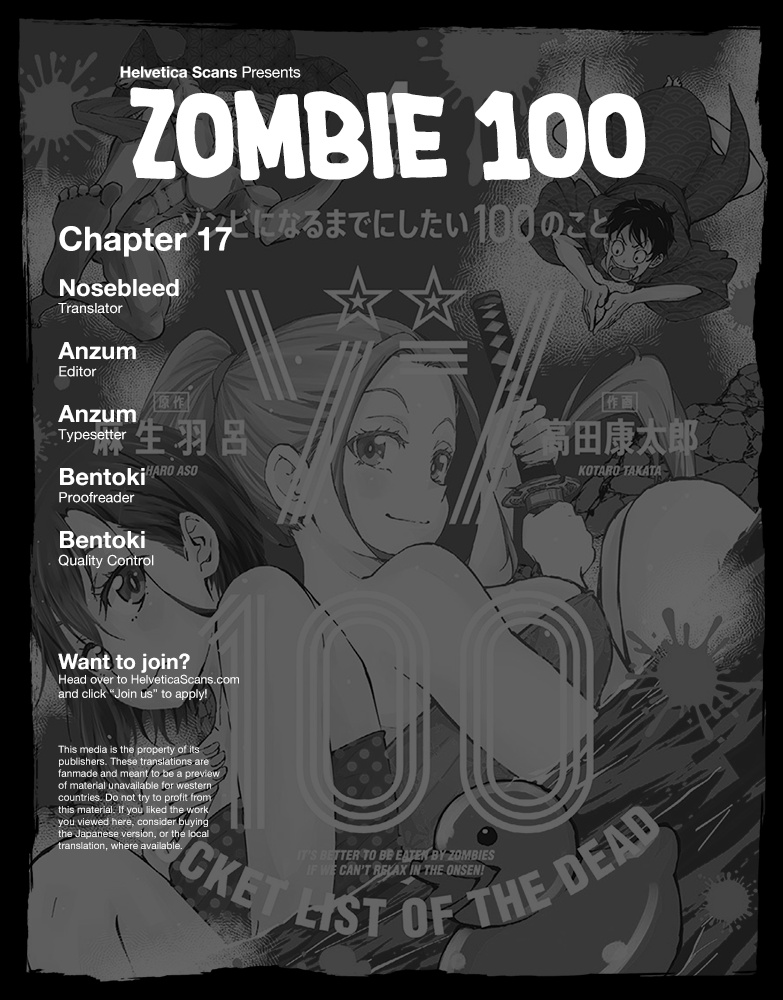 Helvetica Scans Presents
ZOMBIE 100
ゾンビになるまでにしたい100のこと
Chapter 17
Nosebleed
Translator
Anzum
Editor
Anzum
Typesetter
Bentoki
Proofreader
Bentoki
Quality Control
原作
麻生羽呂
HARO ASO
作画
高田康太郎
KOTARO TAKATA
ゾン
100
Want to join?
Head over to HelveticaScans.com
and click “Join us” to apply!
This media is the property of its
publishers. These translations are
fanmade and meant to be a preview
of material unavailable for western
countries. Do not try to profit from
this material. If you liked the work
you viewed here, consider buying
the Japanese version, or the local
translation, where available.
IT'S BETTER TO BE EATEN BY ZOMBIES
IF WE CAN'T RELAX IN THE ONSEN!
UCKET LIST OF THE DEAD